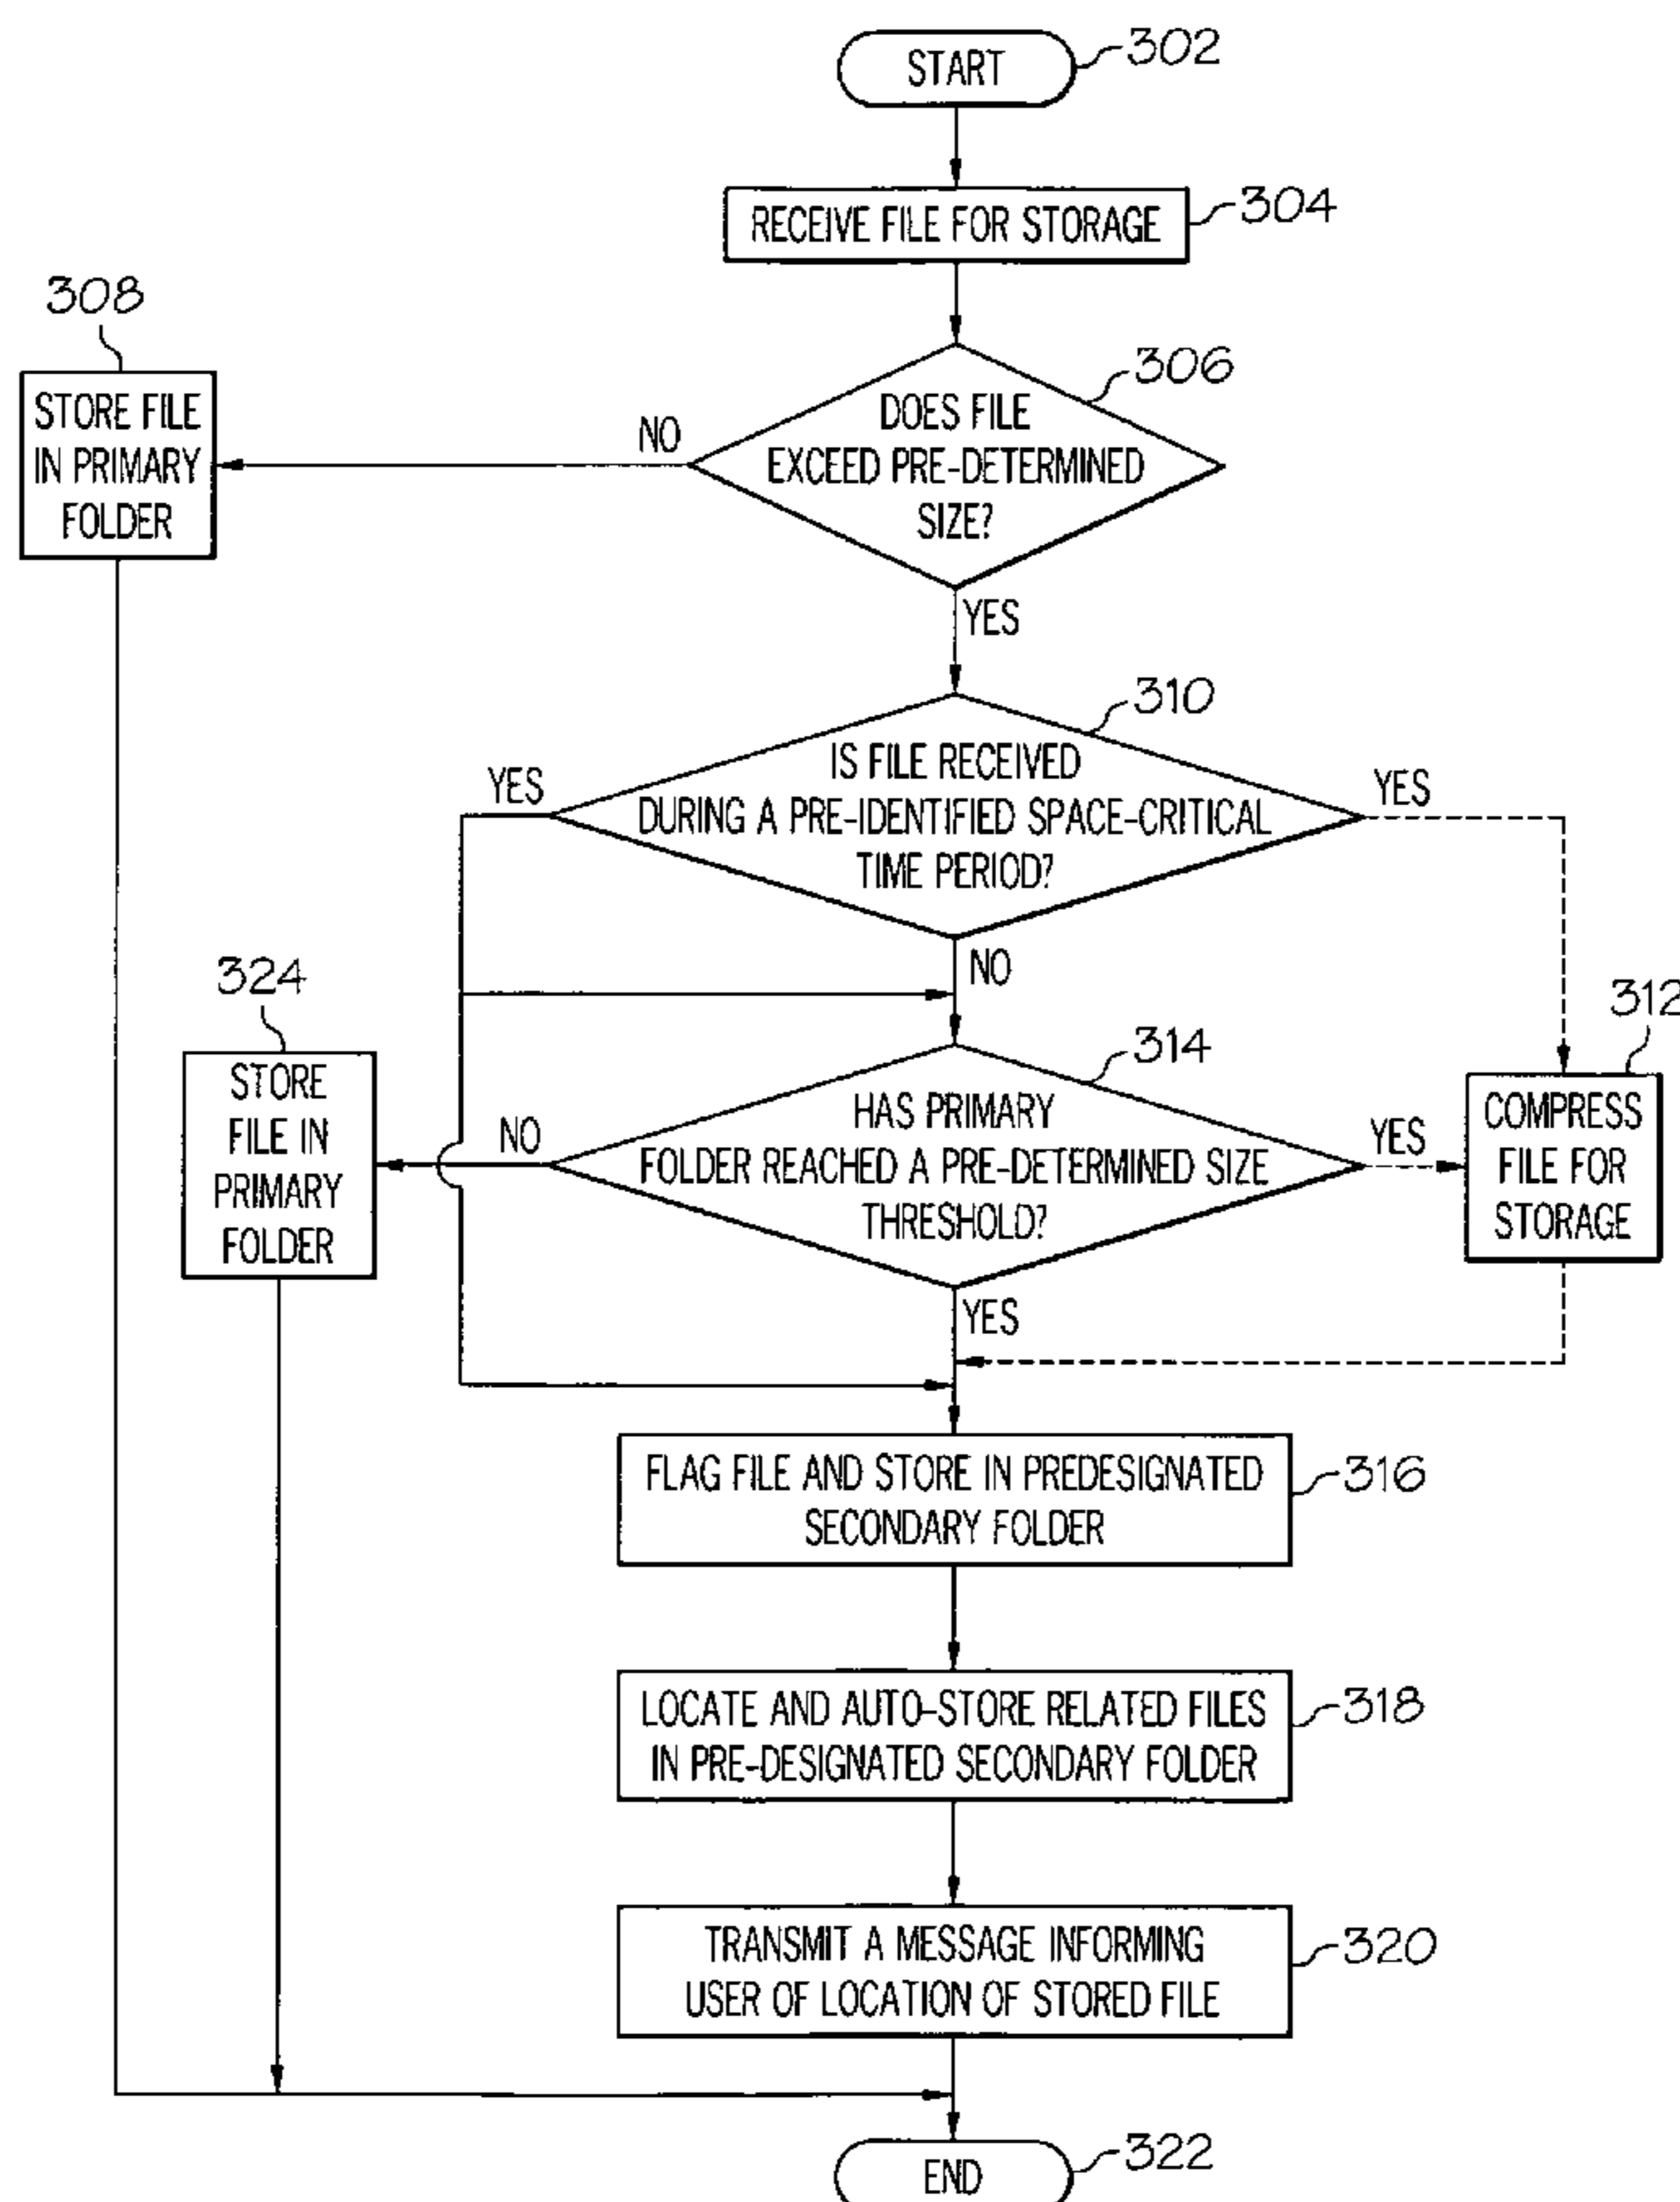 START
302
RECEIVE FILE FOR STORAGE
304
308
STORE FILE
IN PRIMARY
FOLDER
306
DOES FILE
EXCEED PRE-DETERMINED
SIZE?
NO
YES
310
IS FILE RECEIVED
DURING A PRE-IDENTIFIED SPACE-CRITICAL
TIME PERIOD?
YES
YES
NO
324
STORE
FILE IN
PRIMARY
FOLDER
314
HAS PRIMARY
FOLDER REACHED A PRE-DETERMINED SIZE
THRESHOLD?
NO
YES
YES
312
COMPRESS
FILE FOR
STORAGE
FLAG FILE AND STORE IN PREDESIGNATED
SECONDARY FOLDER
316
LOCATE AND AUTO-STORE RELATED FILES
IN PRE-DESIGNATED SECONDARY FOLDER
318
TRANSMIT A MESSAGE INFORMING
USER OF LOCATION OF STORED FILE
320
END
322